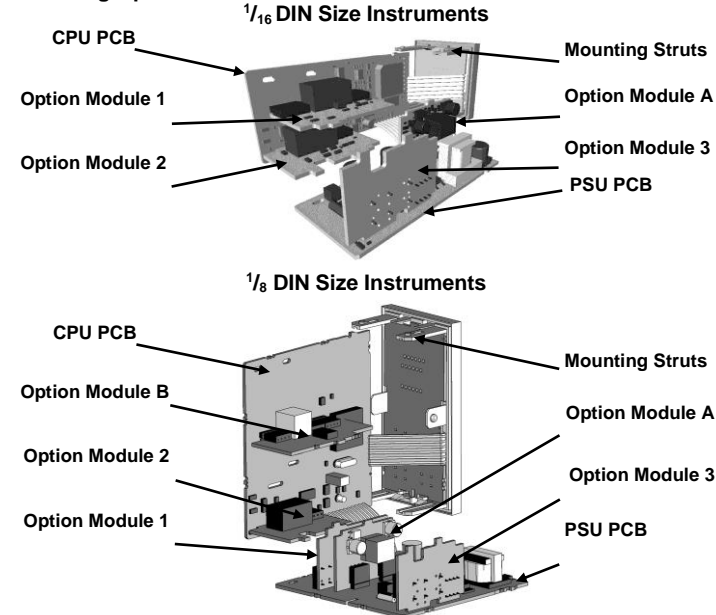 1/16 DIN Size Instruments
CPU PCB
Mounting Struts
Option Module 1
Option Module A
Option Module 2
Option Module 3
PSU PCB
1/8 DIN Size Instruments
CPU PCB
Mounting Struts
Option Module B
Option Module A
Option Module 2
Option Module 3
Option Module 1
PSU PCB